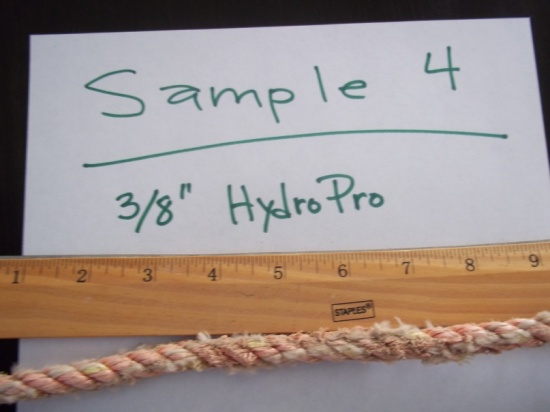 Sample 4
3/8" HydroPro
1 2 3 4 5 6 7 8 9
STAPLES®